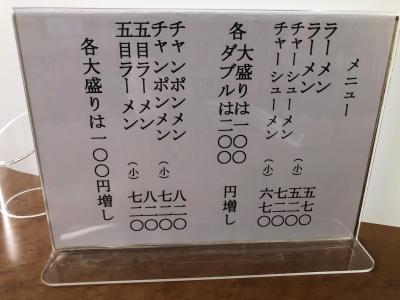 メニュー
ラーメン 五七〇
ラーメン (小) 五二〇
チャーシューメン 七二〇
チャーシューメン (小) 六七〇
各大盛りは一〇〇
ダブルは二〇〇 円増し
チャンポンメン 八二〇
チャンポンメン (小) 七二〇
五目ラーメン 八二〇
五目ラーメン (小) 七二〇
各大盛りは一〇〇円増し